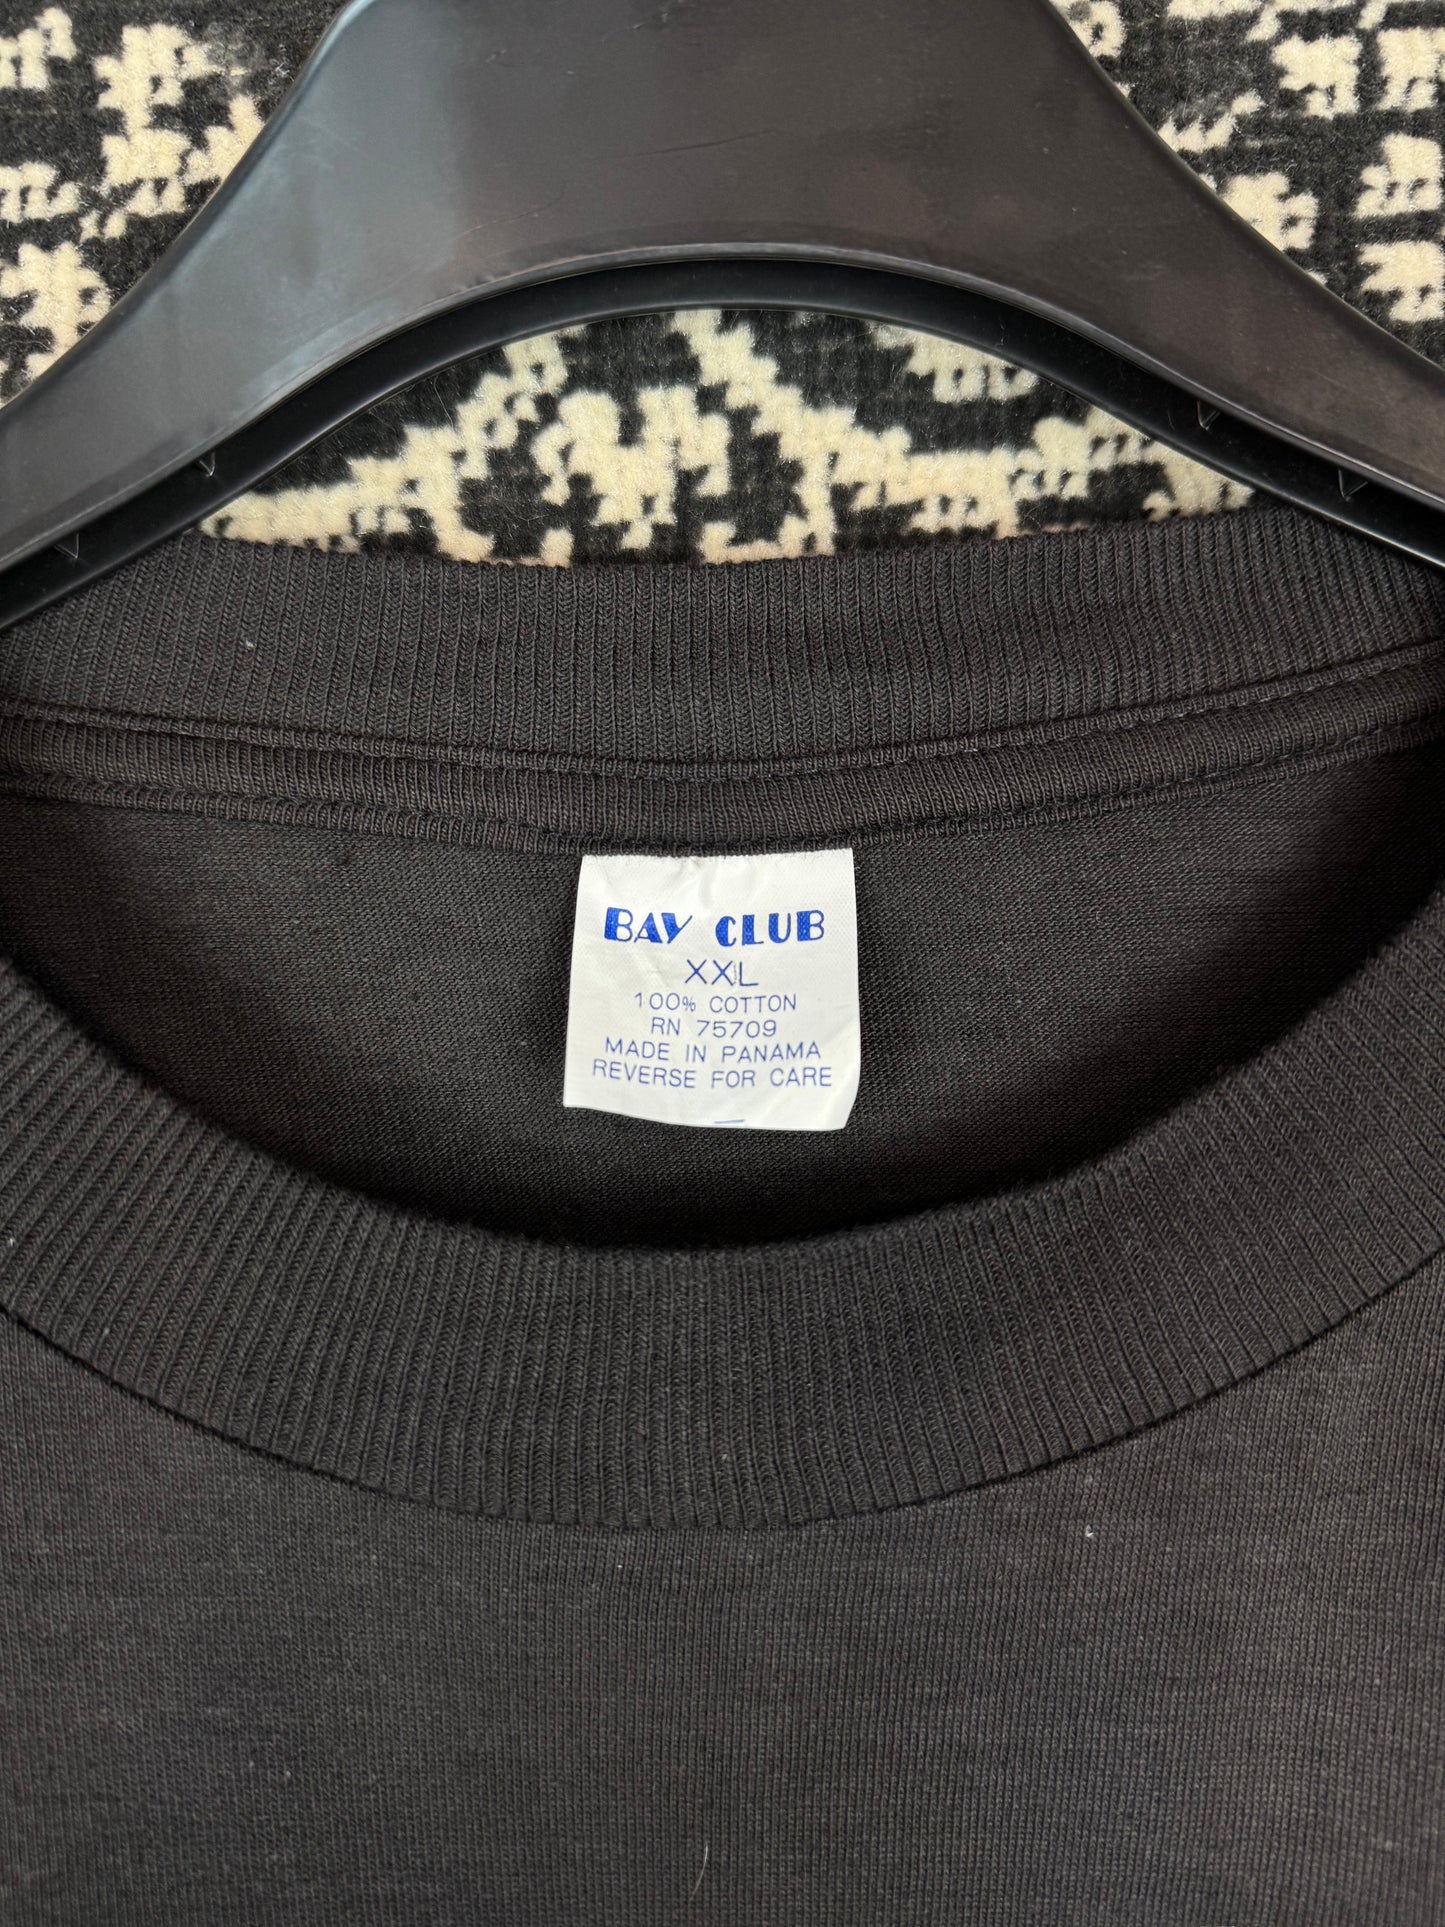 BAY CLUB
XXL
100% COTTON
RN 75709
MADE IN PANAMA
REVERSE FOR CARE